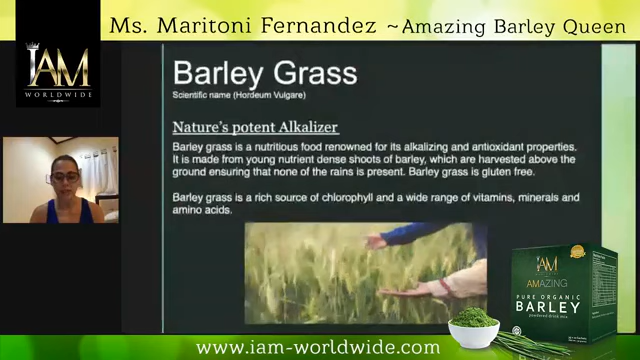 Ms. Maritoni Fernandez ~Amazing Barley Queen
IAM
WORLDWIDE
Barley Grass
Scientific name (Hordeum Vulgare)
Nature's potent Alkalizer
Barley grass is a nutritious food renowned for its alkalizing and antioxidant properties.
It is made from young nutrient dense shoots of barley, which are harvested above the
ground ensuring that none of the rains is present. Barley grass is gluten free.
Barley grass is a rich source of chlorophyll and a wide range of vitamins, minerals and
amino acids.
IAM
AMAZING
PURE ORGANIC
BARLEY
powdered drink mix
www.iam-worldwide.com